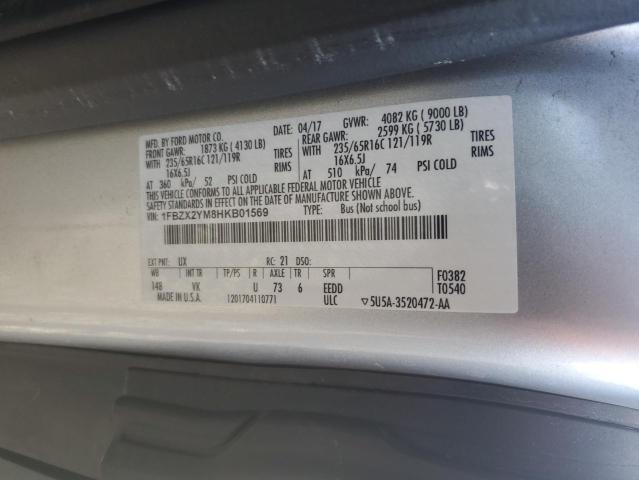 MFD. BY FORD MOTOR CO.
DATE: 04/17 GVWR: 4082 KG ( 9000 LB)
FRONT GAWR: 1873 KG ( 4130 LB) REAR GAWR: 2599 KG ( 5730 LB)
WITH 235/65R16C 121/119R TIRES WITH 235/65R16C 121/119R TIRES
16X6.5J RIMS 16X6.5J RIMS
AT 360 kPa/ 52 PSI COLD AT 510 kPa/ 74 PSI COLD
THIS VEHICLE CONFORMS TO ALL APPLICABLE FEDERAL MOTOR VEHICLE
SAFETY STANDARDS IN EFFECT ON THE DATE OF MANUFACTURE SHOWN ABOVE.
VIN: 1FBZX2YM8HKB01569 TYPE: Bus (Not school bus)
EXT PNT: UX RC: 21 DSO:
WB INT TR TP/PS R AXLE TR SPR F0382
148 VK U 73 6 EEDD T0540
MADE IN U.S.A. 1201704110771 ULC ▽5U5A-3520472-AA